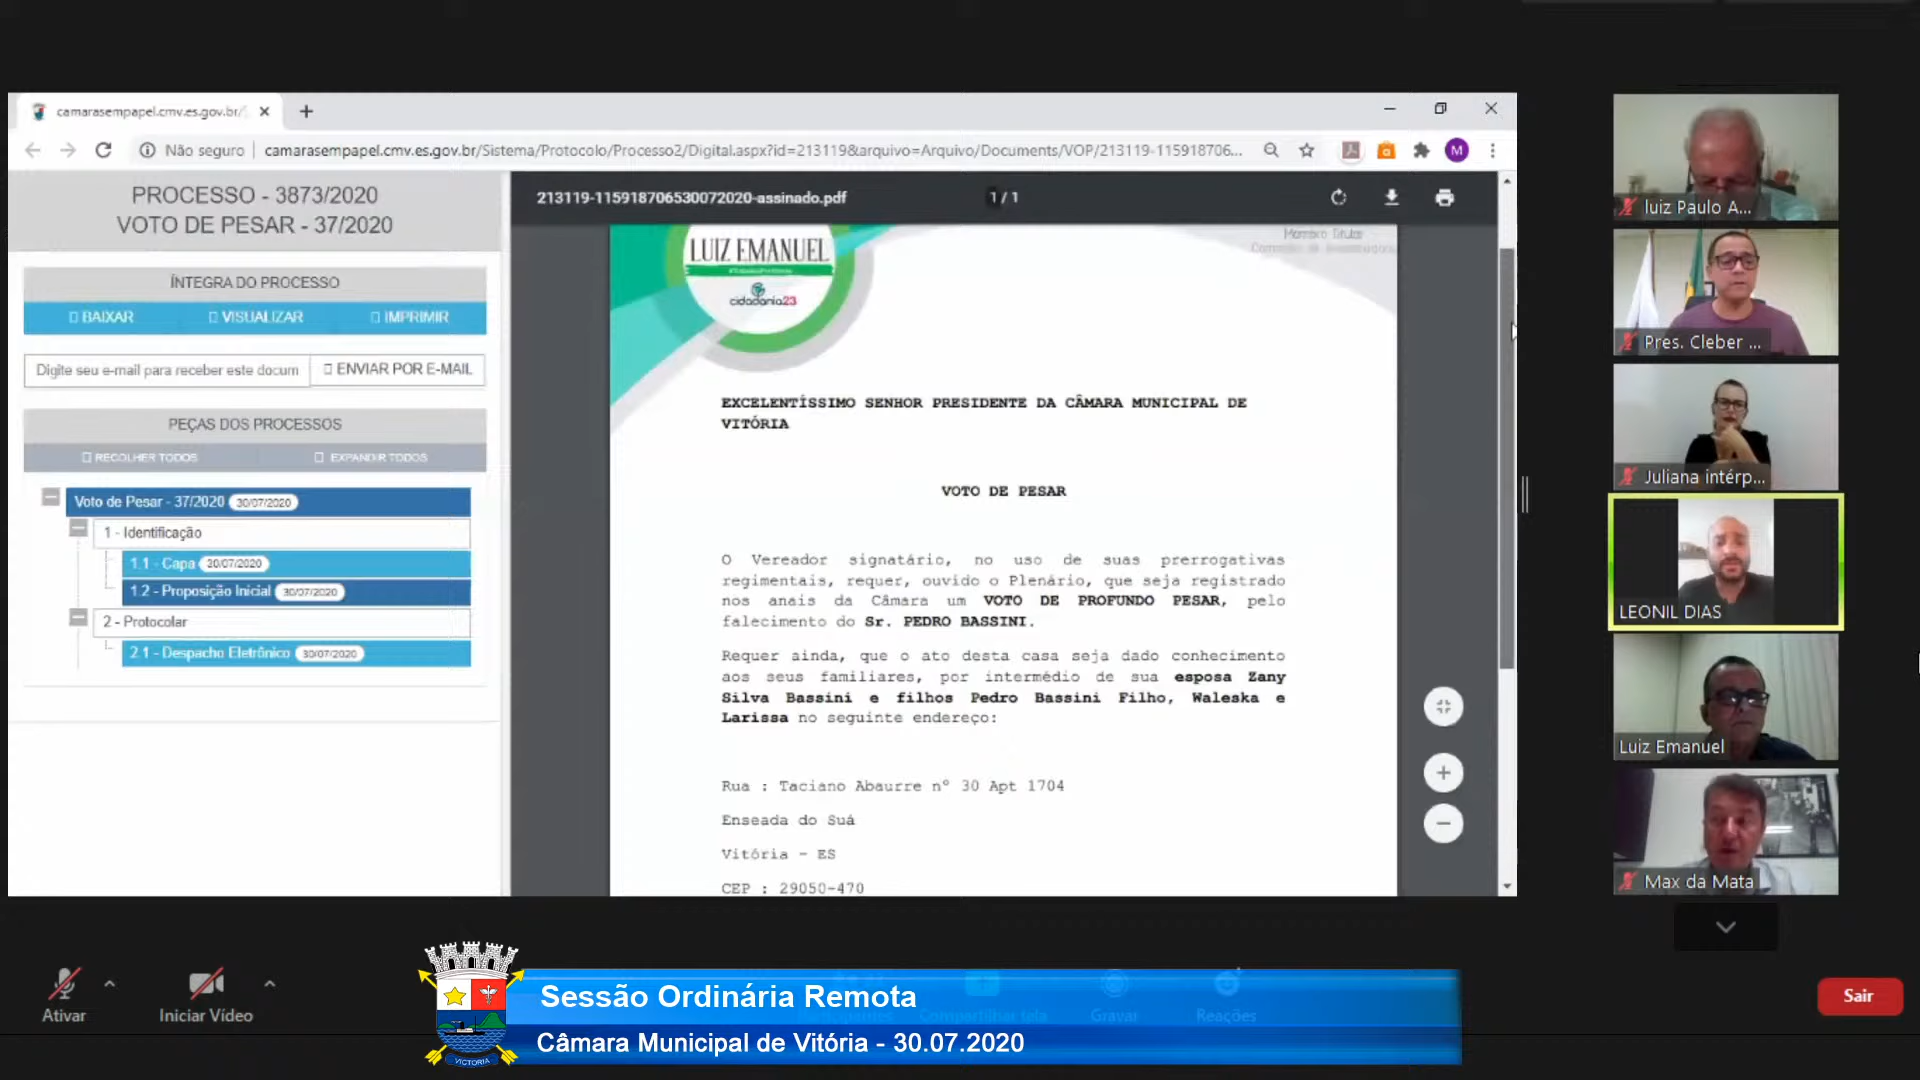 camarasempapel.cmv.es.gov.br/
Não seguro
camarasempapel.cmv.es.gov.br/Sistema/Protocolo/Processo2/Digital.aspx?id=213119&arquivo=Arquivo/Documents/VOP/213119-115918706...
M
PROCESSO - 3873/2020
VOTO DE PESAR - 37/2020
ÍNTEGRA DO PROCESSO
BAIXAR
VISUALIZAR
IMPRIMIR
Digite seu e-mail para receber este docum
ENVIAR POR E-MAIL
PEÇAS DOS PROCESSOS
RECOLHER TODOS
EXPANDIR TODOS
Voto de Pesar - 37/2020 30/07/2020
1 - Identificação
1.1 - Capa 30/07/2020
1.2 - Proposição Inicial 30/07/2020
2 - Protocolar
2.1 - Despacho Eletrônico 30/07/2020
213119-115918706530072020-assinado.pdf
1 / 1
LUIZ EMANUEL
cidadania23
Membro Titular
EXCELENTÍSSIMO SENHOR PRESIDENTE DA CÂMARA MUNICIPAL DE
VITÓRIA
VOTO DE PESAR
O Vereador signatário, no uso de suas prerrogativas
regimentais, requer, ouvido o Plenário, que seja registrado
nos anais da Câmara um VOTO DE PROFUNDO PESAR, pelo
falecimento do Sr. PEDRO BASSINI.
Requer ainda, que o ato desta casa seja dado conhecimento
aos seus familiares, por intermédio de sua esposa Zany
Silva Bassini e filhos Pedro Bassini Filho, Waleska e
Larissa no seguinte endereço:
Rua : Taciano Abaurre nº 30 Apt 1704
Enseada do Suá
Vitória - ES
CEP : 29050-470
luiz Paulo A...
Pres. Cleber ...
Juliana intérp...
LEONIL DIAS
Luiz Emanuel
Max da Mata
Ativar
Iniciar Vídeo
VICTORIA
Sessão Ordinária Remota
Câmara Municipal de Vitória - 30.07.2020
Compartilhar tela
Gravar
Reações
Sair